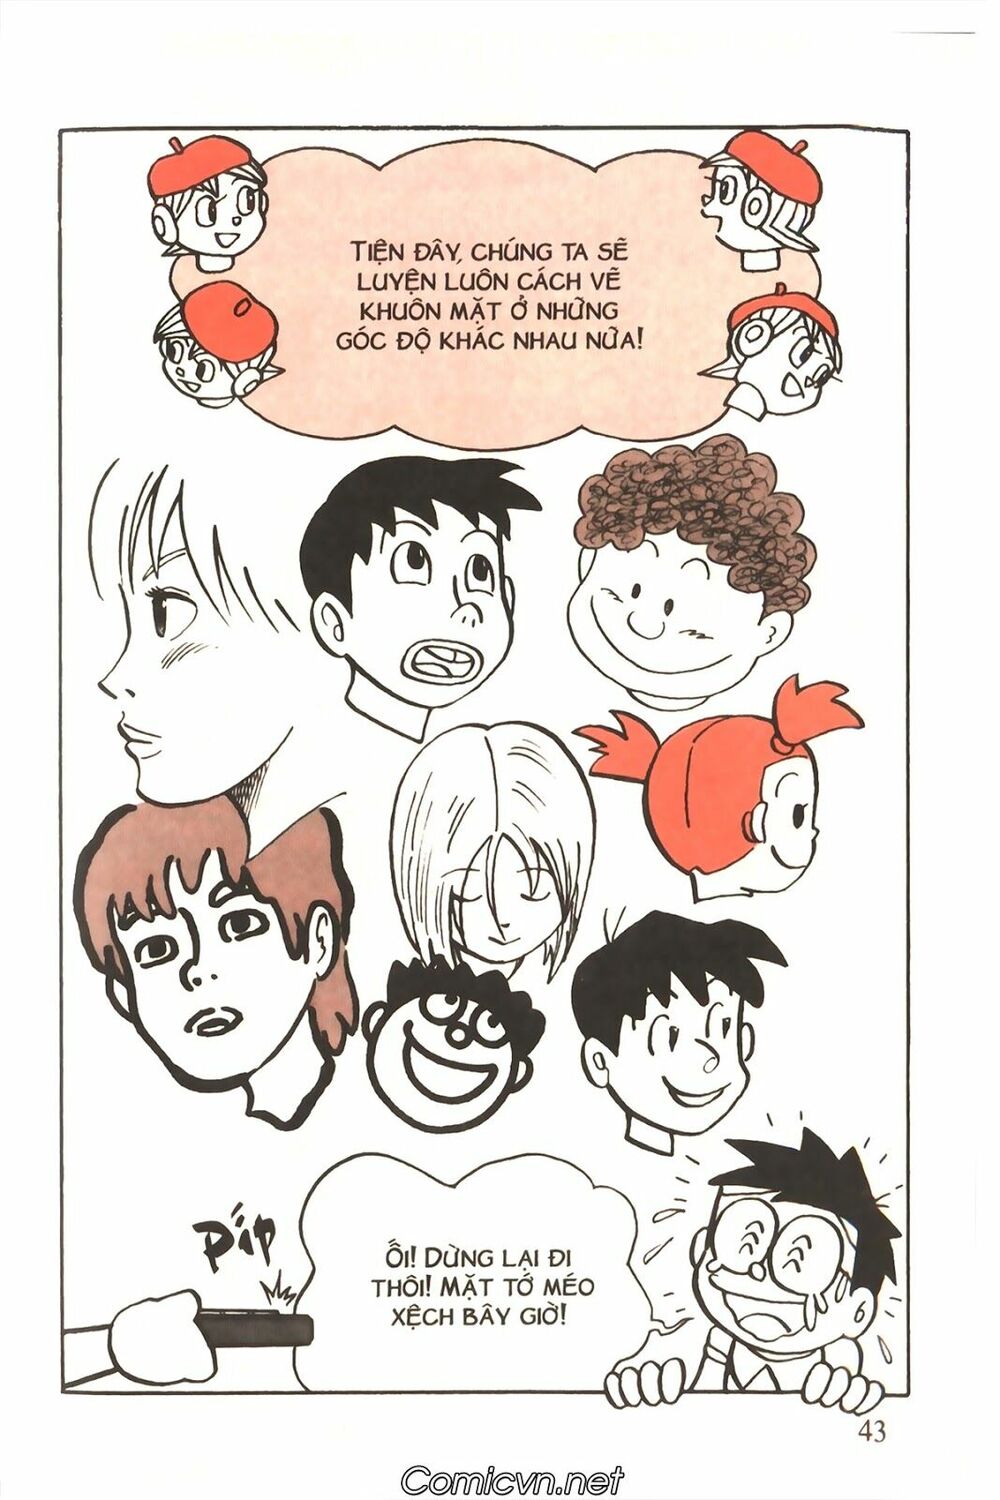 TIỆN ĐÂY, CHÚNG TA SẼ
LUYỆN LUÔN CÁCH VẼ
KHUÔN MẶT Ở NHỮNG
GÓC ĐỘ KHÁC NHAU NỮA!
PÍP
ỐI! DỪNG LẠI ĐI
THÔI! MẶT TỚ MÉO
XỆCH BÂY GIỜ!
43
Comicvn.net